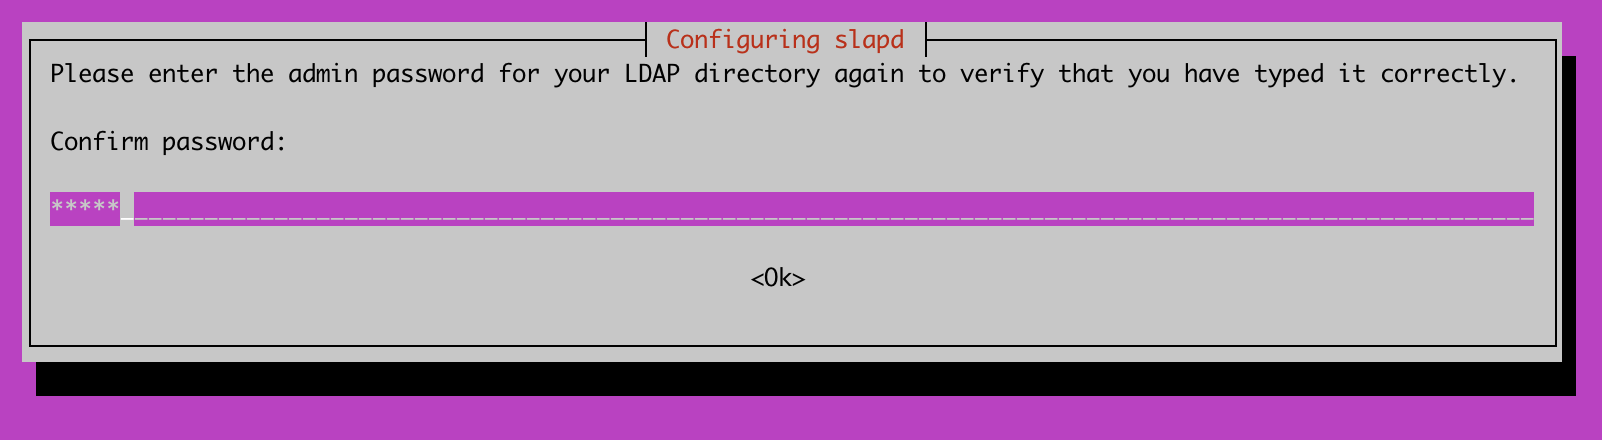 Configuring slapd
Please enter the admin password for your LDAP directory again to verify that you have typed it correctly.
Confirm password:
*****_____________________________________________________________________________________________________
<Ok>